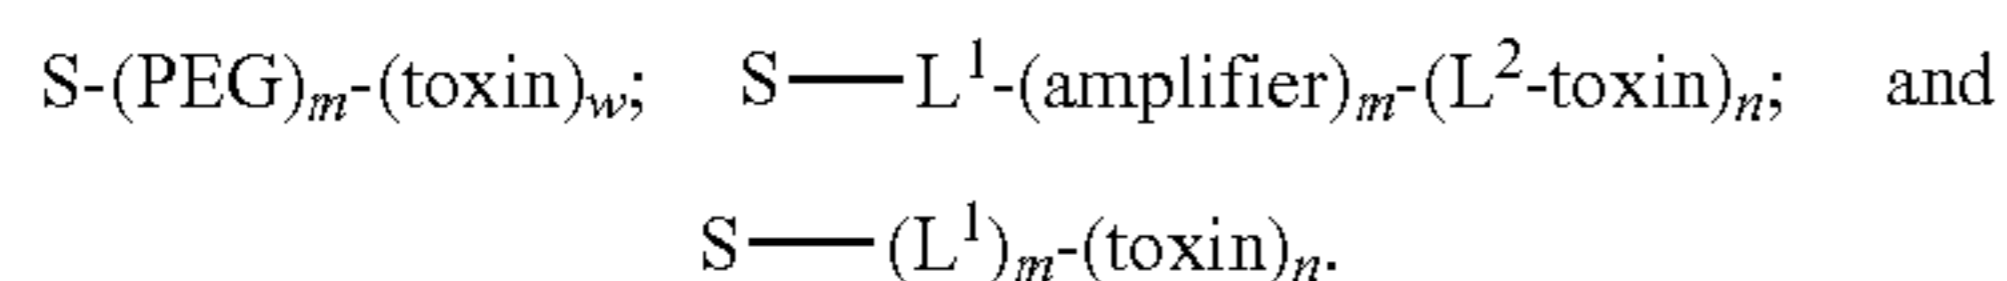 S-(PEG)m-(toxin)w; S—L¹-(amplifier)m-(L²-toxin)n; and
S—(L¹)m-(toxin)n.